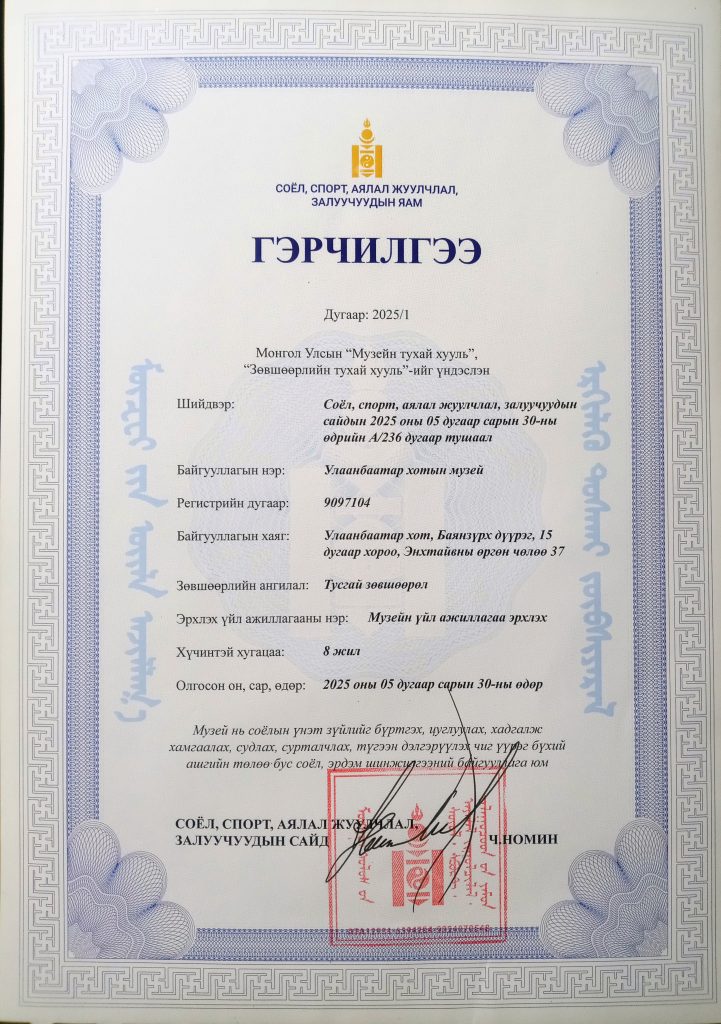 СОЁЛ, СПОРТ, АЯЛАЛ ЖУУЛЧЛАЛ,
ЗАЛУУЧУУДЫН ЯАМ
ГЭРЧИЛГЭЭ
Дугаар: 2025/1
Монгол Улсын “Музейн тухай хууль”,
“Зөвшөөрлийн тухай хууль”-ийг үндэслэн
Шийдвэр: Соёл, спорт, аялал жуулчлал, залуучуудын
сайдын 2025 оны 05 дугаар сарын 30-ны
өдрийн А/236 дугаар тушаал
Байгууллагын нэр: Улаанбаатар хотын музей
Регистрийн дугаар: 9097104
Байгууллагын хаяг: Улаанбаатар хот, Баянзүрх дүүрэг, 15
дугаар хороо, Энхтайвны өргөн чөлөө 37
Зөвшөөрлийн ангилал: Тусгай зөвшөөрөл
Эрхлэх үйл ажиллагааны нэр: Музейн үйл ажиллагаа эрхлэх
Хүчинтэй хугацаа: 8 жил
Олгосон он, сар, өдөр: 2025 оны 05 дугаар сарын 30-ны өдөр
Музей нь соёлын үнэт зүйлийг бүртгэх, цуглуулах, хадгалж
хамгаалах, судлах, сурталчлах, түгээн дэлгэрүүлэх чиг үүрэг бүхий
ашгийн төлөө бус соёл, эрдэм шинжилгээний байгууллага юм
СОЁЛ, СПОРТ, АЯЛАЛ ЖУУЛЧЛАЛ,
ЗАЛУУЧУУДЫН САЙД Ч.НОМИН